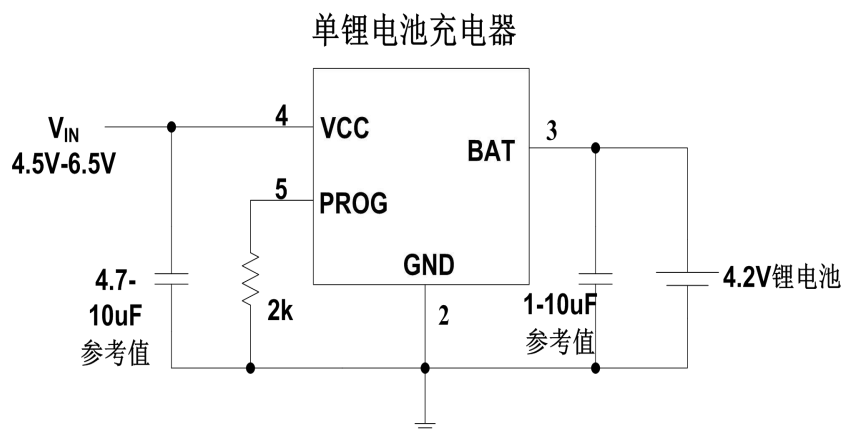 单锂电池充电器
4
VCC
3
V_IN
4.5V-6.5V
BAT
5
PROG
GND
4.7-
10uF
参考值
2k
2
1-10uF
参考值
4.2V锂电池